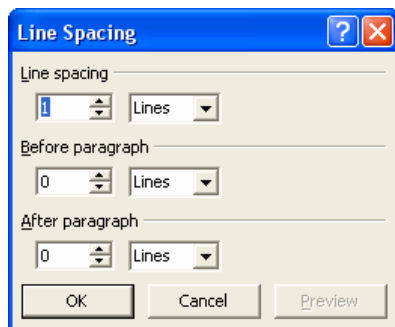 Line Spacing
Line spacing
1 Lines
Before paragraph
0 Lines
After paragraph
0 Lines
OK Cancel Preview